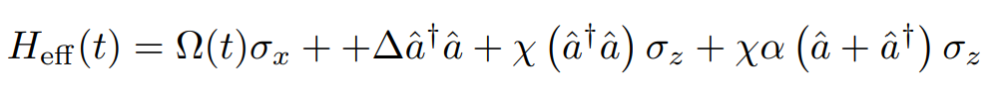 H_eff(t) = Ω(t)σ_x + +Δâ†â + χ (â†â) σ_z + χα (â + â†) σ_z